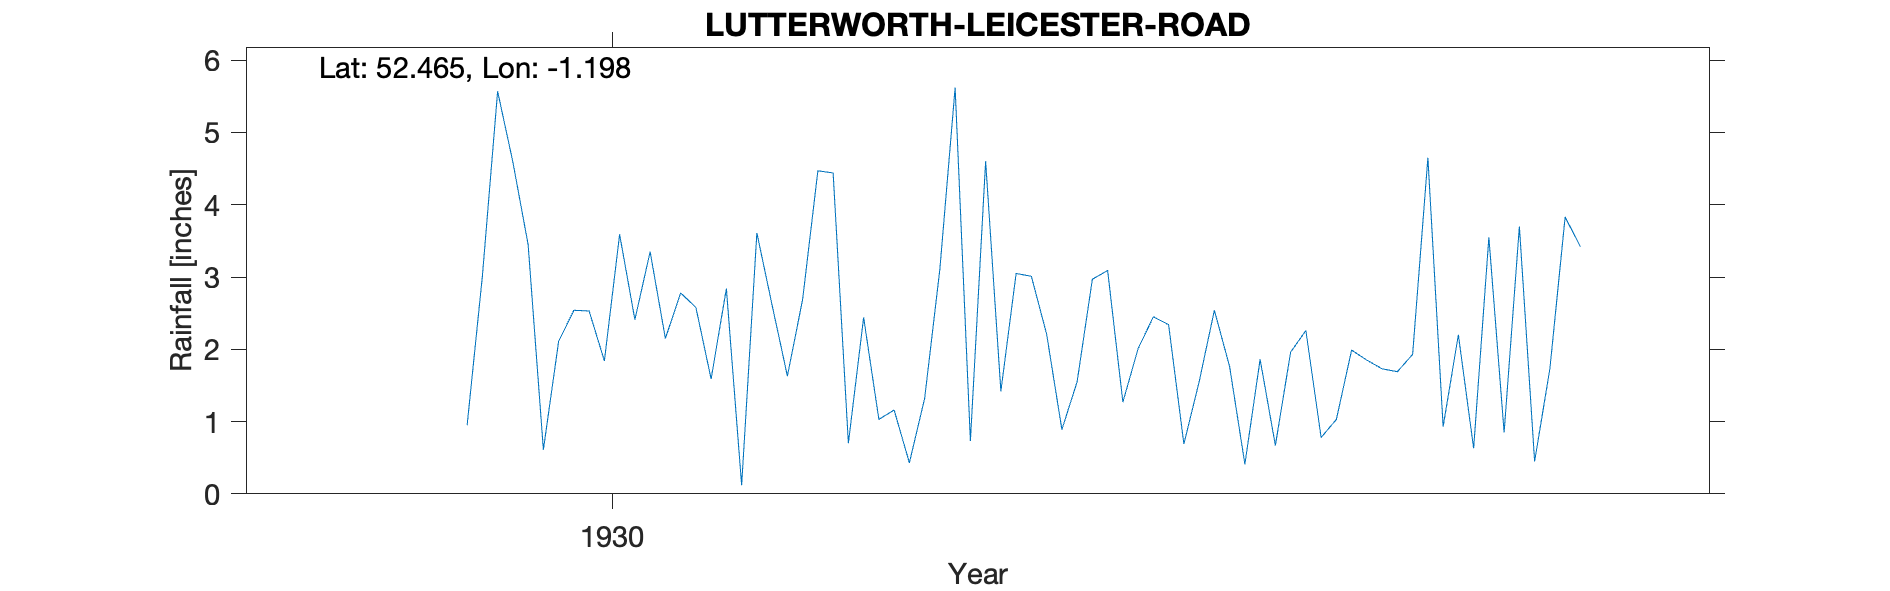 LUTTERWORTH-LEICESTER-ROAD
Lat: 52.465, Lon: -1.198
6
5
4
3
2
1
0
Rainfall [inches]
1930
Year